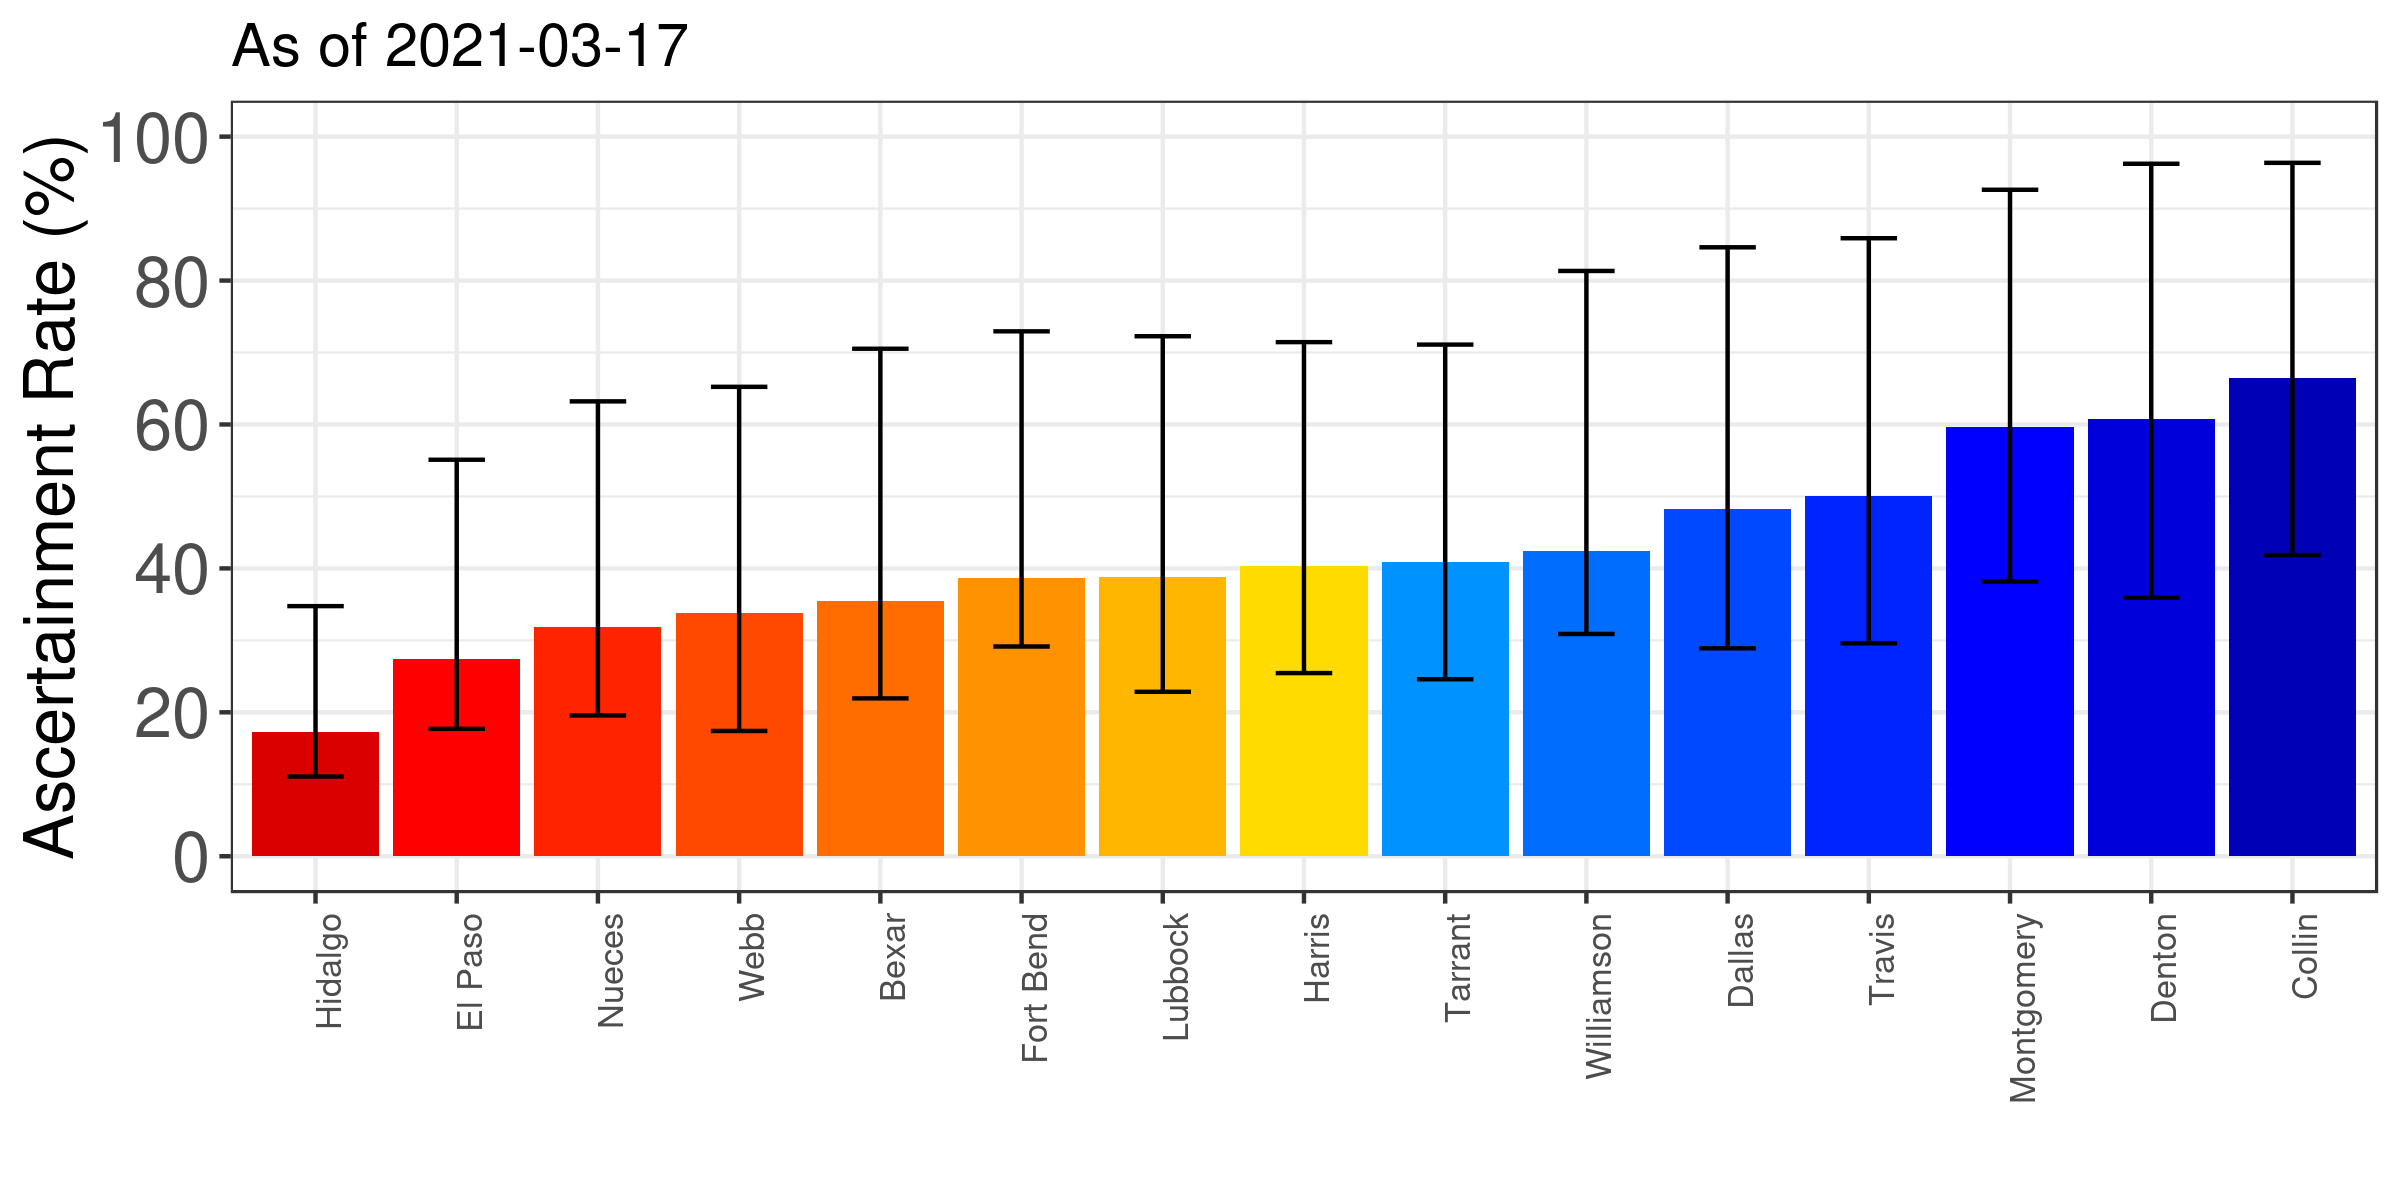 As of 2021-03-17
Ascertainment Rate (%)
100
80
60
40
20
0
Hidalgo
El Paso
Nueces
Webb
Bexar
Fort Bend
Lubbock
Harris
Tarrant
Williamson
Dallas
Travis
Montgomery
Denton
Collin